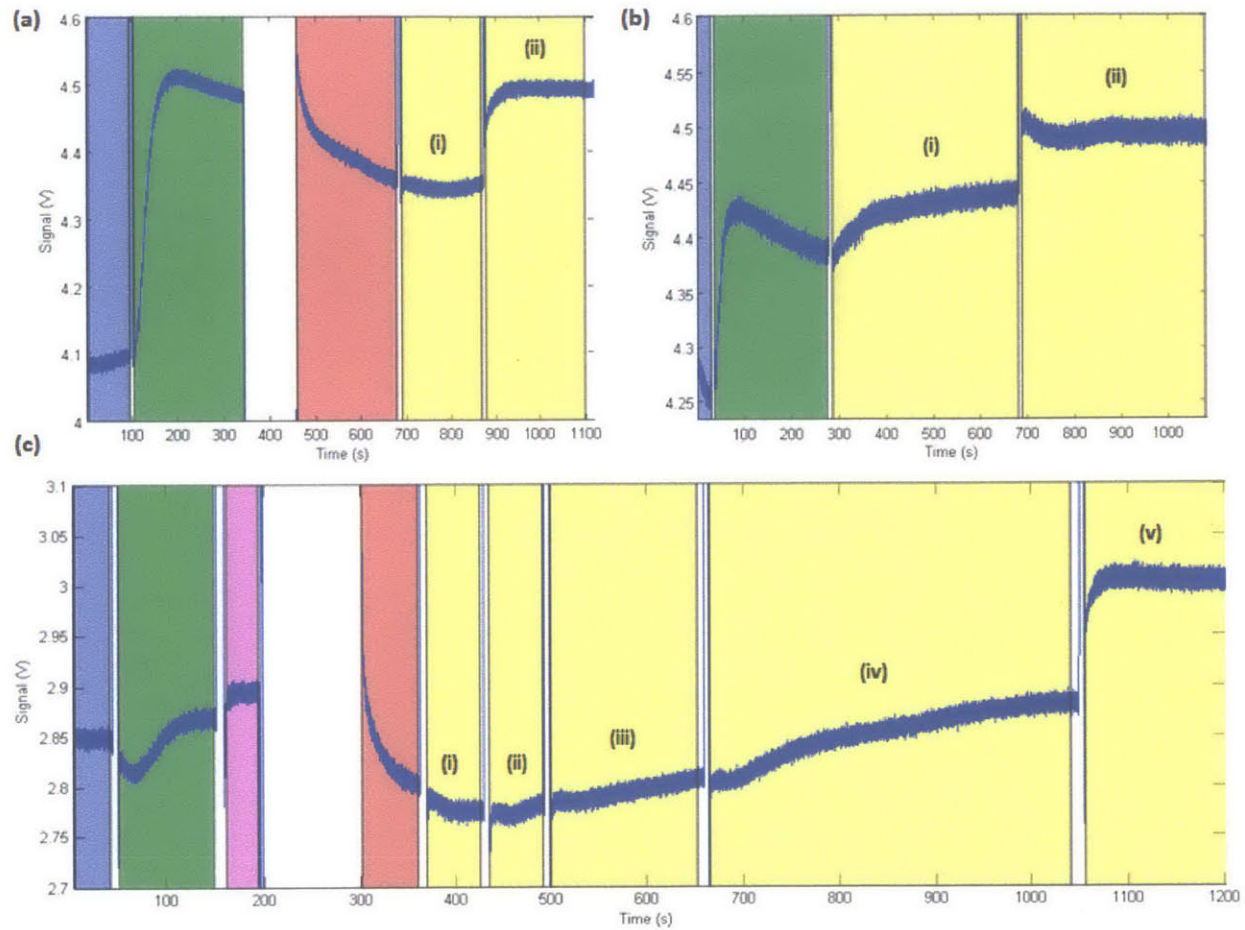 (a)
4.6
4.5
4.4
4.3
4.2
4.1
4
Signal (V)
(i)
(ii)
100 200 300 400 500 600 700 800 900 1000 1100
Time (s)
(b)
4.6
4.55
4.5
4.45
4.4
4.35
4.3
4.25
Signal (V)
(i)
(ii)
100 200 300 400 500 600 700 800 900 1000
Time (s)
(c)
3.1
3.05
3
2.95
2.9
2.85
2.8
2.75
2.7
Signal (V)
(i)
(ii)
(iii)
(iv)
(v)
100 200 300 400 500 600 700 800 900 1000 1100 1200
Time (s)